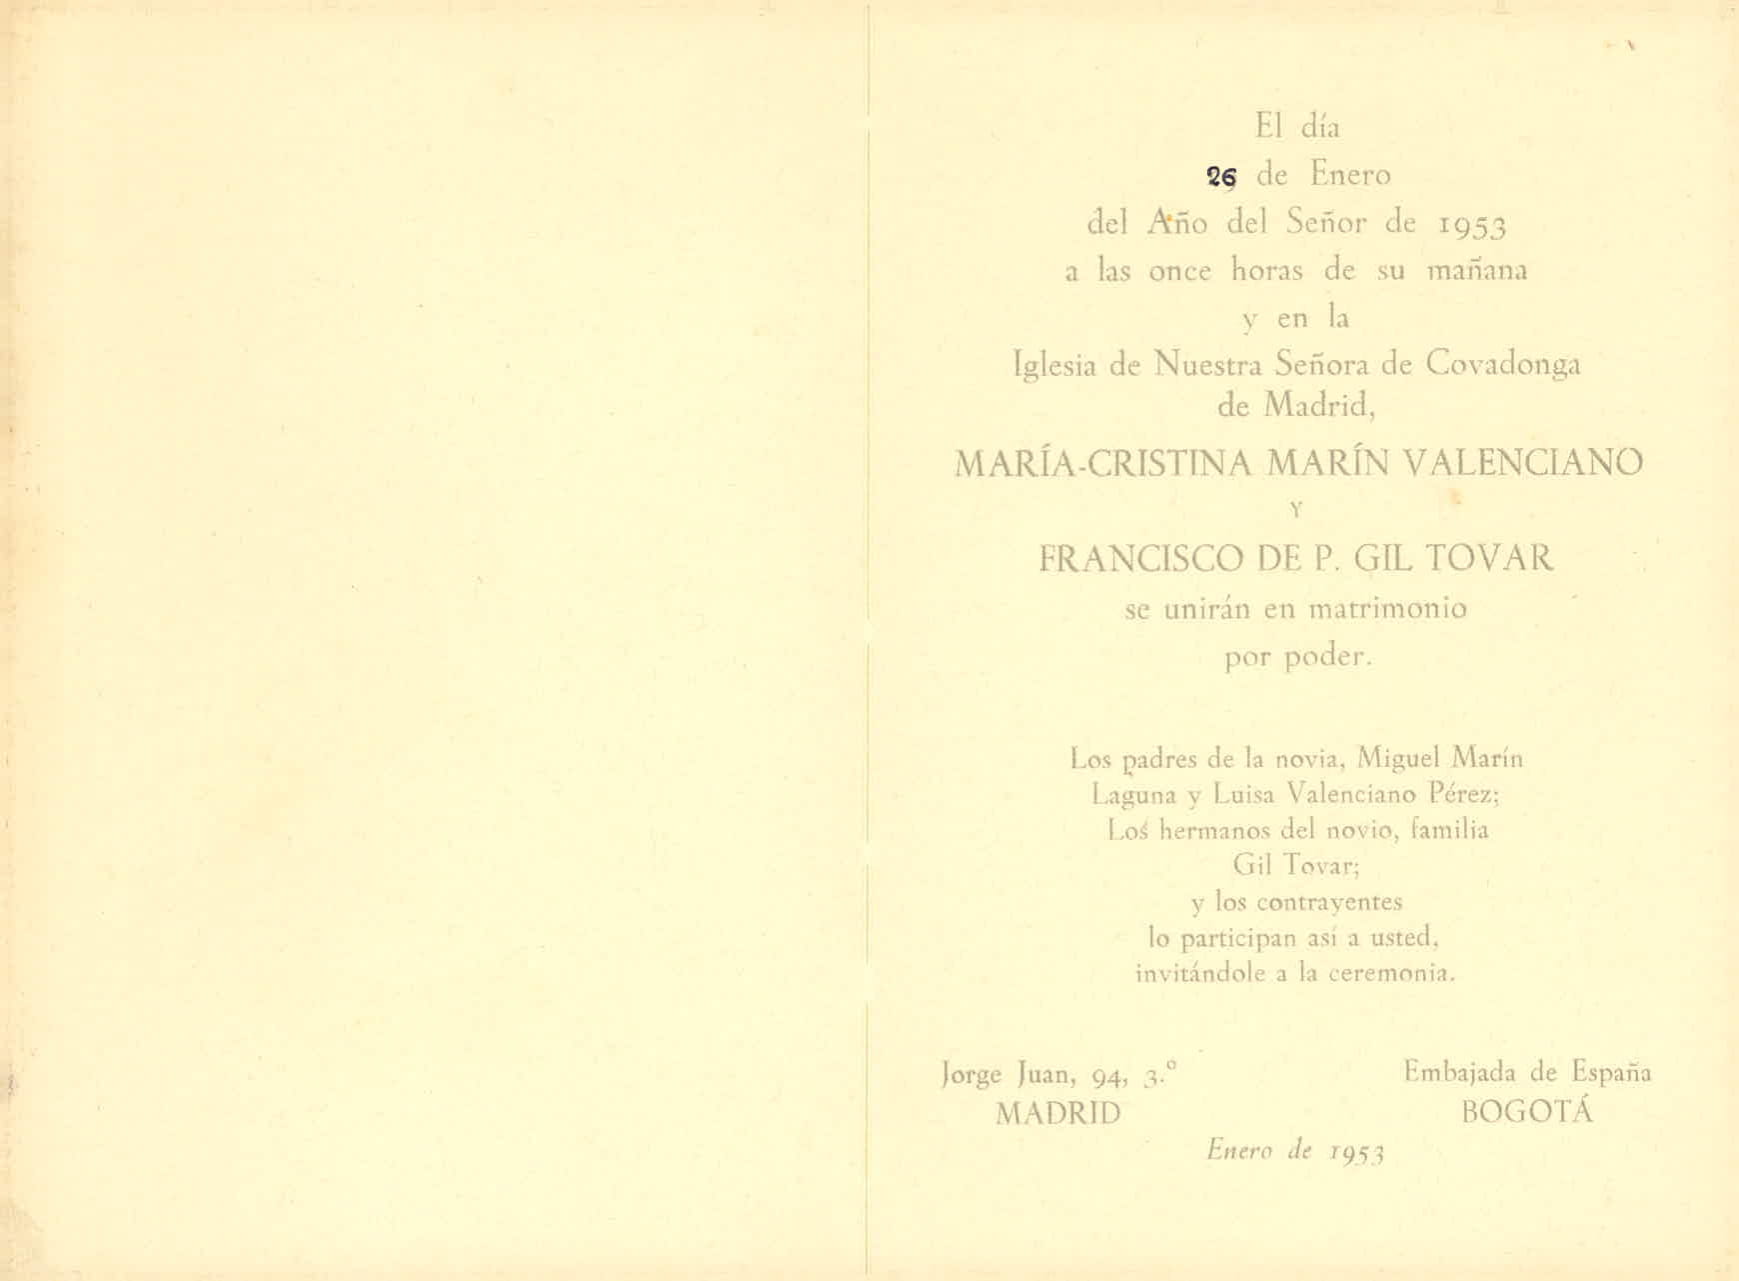 El día
26 de Enero
del Año del Señor de 1953
a las once horas de su mañana
y en la
Iglesia de Nuestra Señora de Covadonga
de Madrid,
MARÍA-CRISTINA MARÍN VALENCIANO
Y
FRANCISCO DE P. GIL TOVAR
se unirán en matrimonio
por poder.
Los padres de la novia, Miguel Marín
Laguna y Luisa Valenciano Pérez;
Los hermanos del novio, familia
Gil Tovar;
y los contrayentes
lo participan así a usted,
invitándole a la ceremonia.
Jorge Juan, 94, 3.º
MADRID
Embajada de España
BOGOTÁ
Enero de 1953